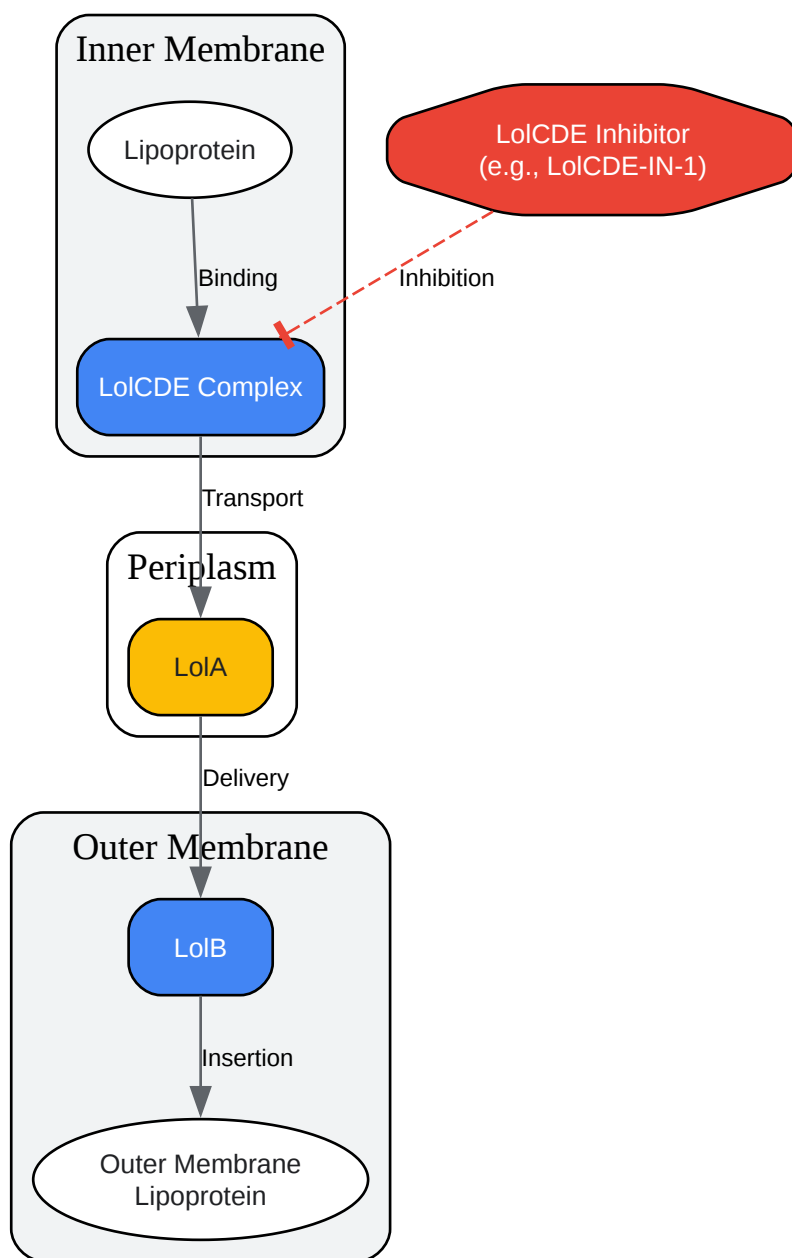 Inner Membrane
Lipoprotein
LolCDE Inhibitor
(e.g., LolCDE-IN-1)
Binding
Inhibition
LolCDE Complex
Transport
Periplasm
LolA
Delivery
Outer Membrane
LolB
Insertion
Outer Membrane
Lipoprotein